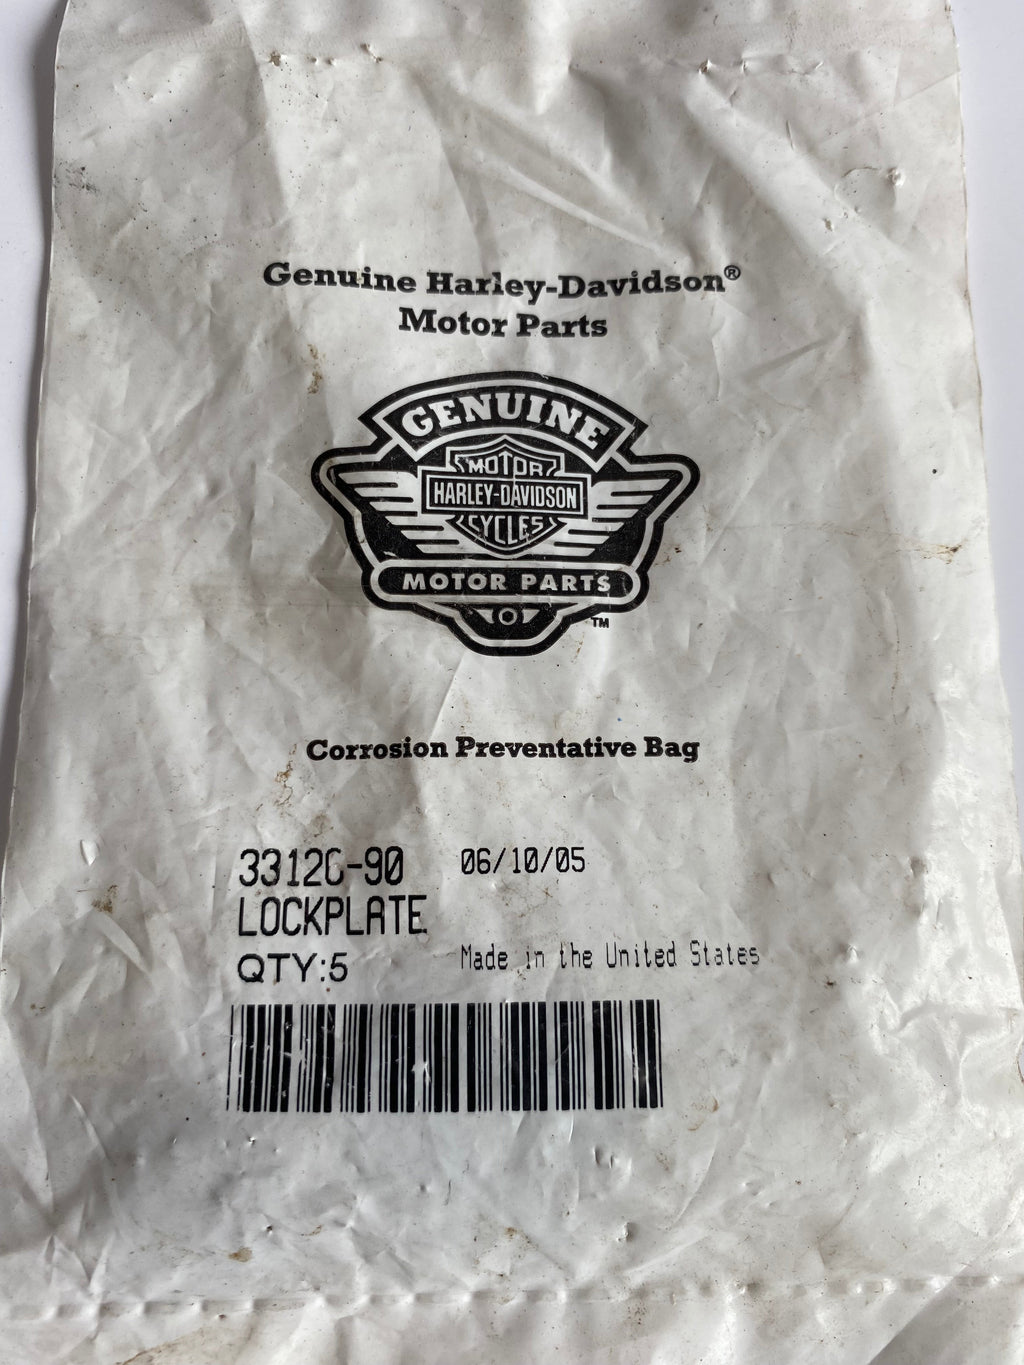 Genuine Harley-Davidson®
Motor Parts
GENUINE
MOTOR
HARLEY-DAVIDSON
CYCLES
MOTOR PARTS
TM
Corrosion Preventative Bag
33120-90 06/10/05
LOCKPLATE
QTY:5 Made in the United States